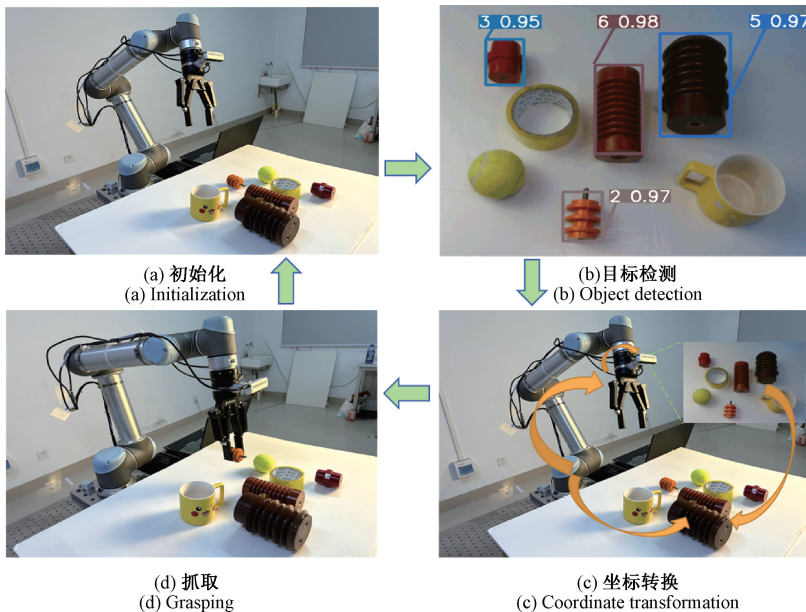 3 0.95
6 0.98
5 0.97
2 0.97
(a) 初始化
(a) Initialization
(b)目标检测
(b) Object detection
(d) 抓取
(d) Grasping
(c) 坐标转换
(c) Coordinate transformation